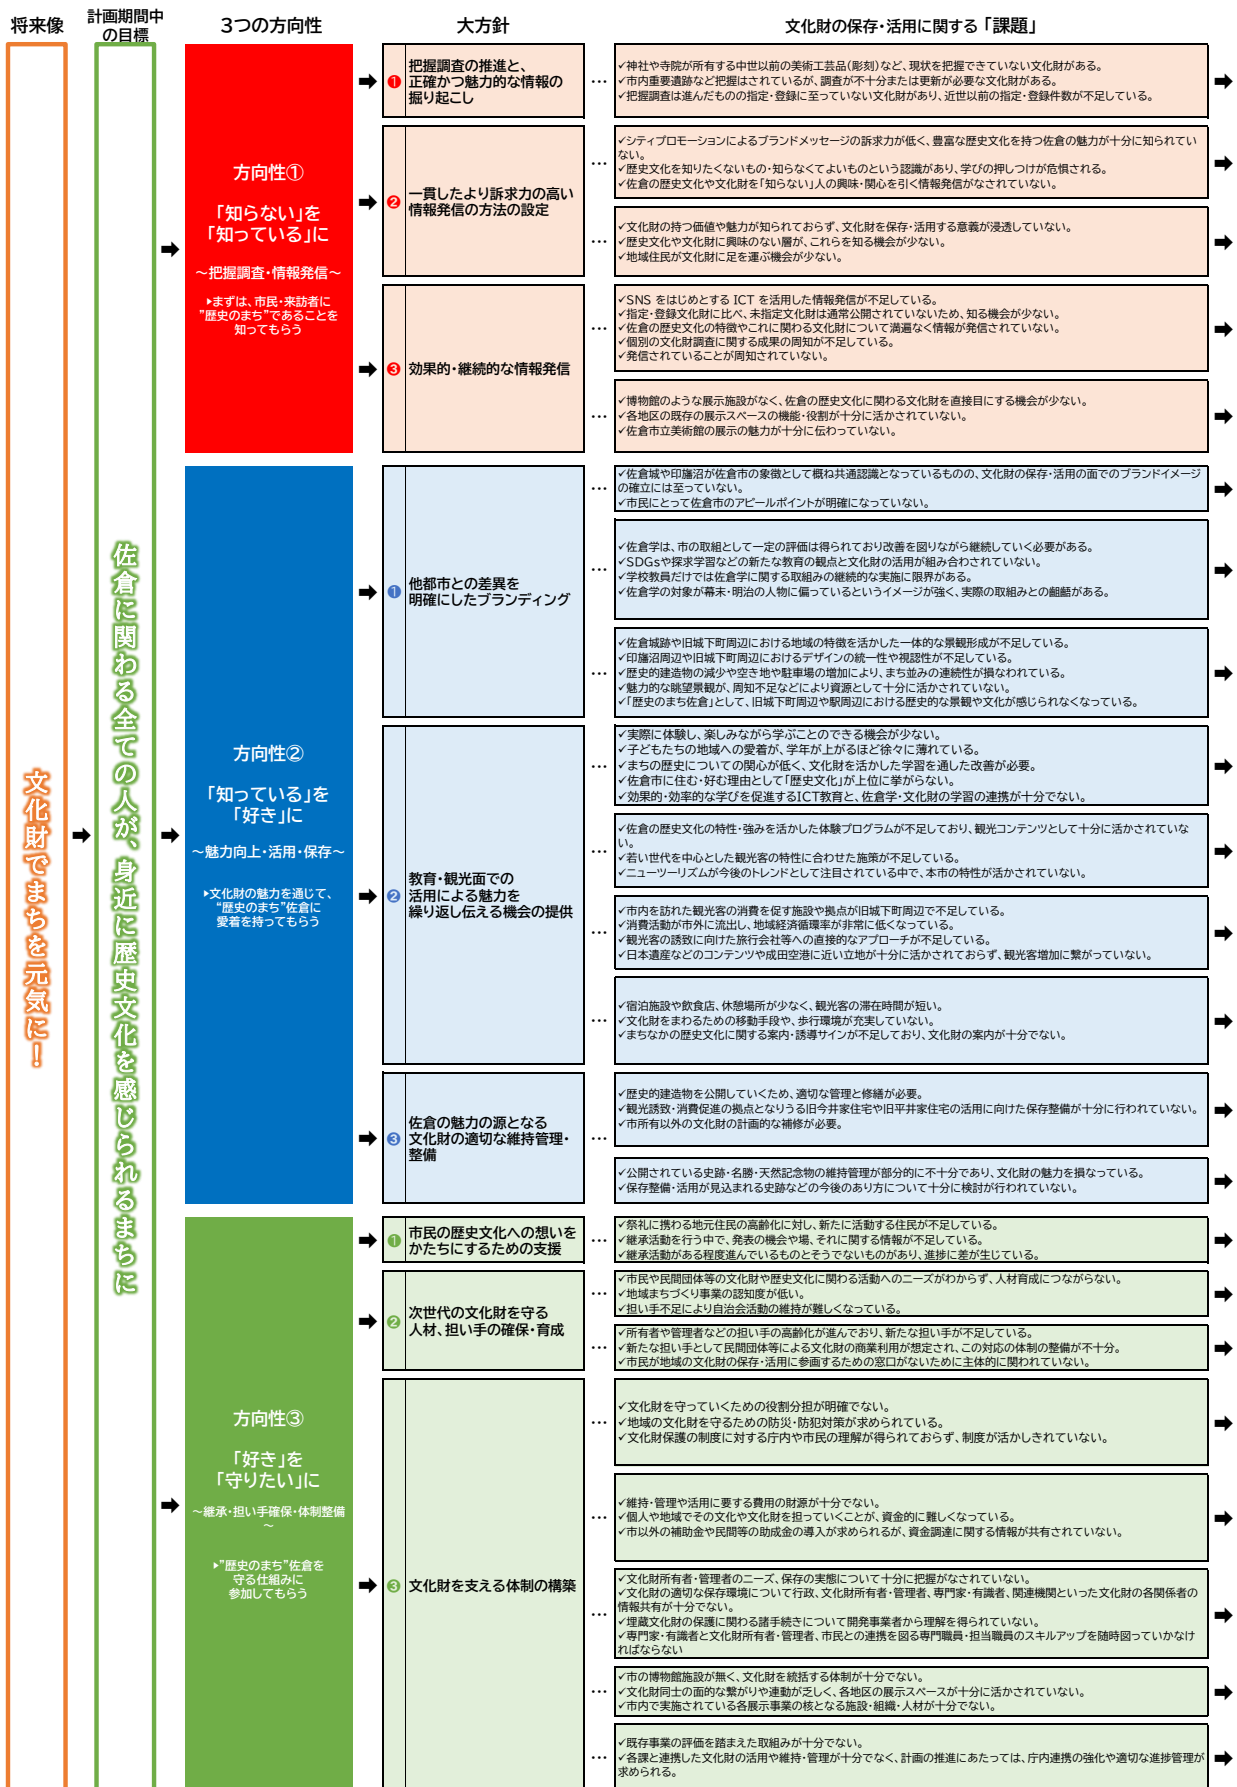 将来像
計画期間中
の目標
3つの方向性
大方針
文化財の保存・活用に関する「課題」
文化財でまちを元気に！
佐倉に関わる全ての人が、身近に歴史文化を感じられるまちに
方向性①
「知らない」を
「知っている」に
～把握調査・情報発信～
▸まずは、市民・来訪者に
"歴史のまち"であることを
知ってもらう
❶ 把握調査の推進と、
正確かつ魅力的な情報の
掘り起こし
…
✓神社や寺院が所有する中世以前の美術工芸品(彫刻)など、現状を把握できていない文化財がある。
✓市内重要遺跡など把握はされているが、調査が不十分または更新が必要な文化財がある。
✓把握調査は進んだものの指定・登録に至っていない文化財があり、近世以前の指定・登録件数が不足している。
❷ 一貫したより訴求力の高い
情報発信の方法の設定
…
✓シティプロモーションによるブランドメッセージの訴求力が低く、豊富な歴史文化を持つ佐倉の魅力が十分に知られてい
ない。
✓歴史文化を知りたくないもの・知らなくてよいものという認識があり、学びの押しつけが危惧される。
✓佐倉の歴史文化や文化財を「知らない」人の興味・関心を引く情報発信がなされていない。
…
✓文化財の持つ価値や魅力が知られておらず、文化財を保存・活用する意義が浸透していない。
✓歴史文化や文化財に興味のない層が、これらを知る機会が少ない。
✓地域住民が文化財に足を運ぶ機会が少ない。
❸ 効果的・継続的な情報発信
…
✓SNS をはじめとする ICT を活用した情報発信が不足している。
✓指定・登録文化財に比べ、未指定文化財は通常公開されていないため、知る機会が少ない。
✓佐倉の歴史文化の特徴やこれに関わる文化財について満遍なく情報が発信されていない。
✓個別の文化財調査に関する成果の周知が不足している。
✓発信されていることが周知されていない。
…
✓博物館のような展示施設がなく、佐倉の歴史文化に関わる文化財を直接目にする機会が少ない。
✓各地区の既存の展示スペースの機能・役割が十分に活かされていない。
✓佐倉市立美術館の展示の魅力が十分に伝わっていない。
方向性②
「知っている」を
「好き」に
～魅力向上・活用・保存～
▸文化財の魅力を通じて、
"歴史のまち"佐倉に
愛着を持ってもらう
❶ 他都市との差異を
明確にしたブランディング
…
✓佐倉城や印旛沼が佐倉市の象徴として概ね共通認識となっているものの、文化財の保存・活用の面でのブランドイメージ
の確立には至っていない。
✓市民にとって佐倉市のアピールポイントが明確になっていない。
…
✓佐倉学は、市の取組として一定の評価は得られており改善を図りながら継続していく必要がある。
✓SDGsや探求学習などの新たな教育の観点と文化財の活用が組み合わされていない。
✓学校教員だけでは佐倉学に関する取組みの継続的な実施に限界がある。
✓佐倉学の対象が幕末・明治の人物に偏っているというイメージが強く、実際の取組みとの齟齬がある。
…
✓佐倉城跡や旧城下町周辺における地域の特徴を活かした一体的な景観形成が不足している。
✓印旛沼周辺や旧城下町周辺におけるデザインの統一性や視認性が不足している。
✓歴史的建造物の減少や空き地や駐車場の増加により、まち並みの連続性が損なわれている。
✓魅力的な眺望景観が、周知不足などにより資源として十分に活かされていない。
✓「歴史のまち佐倉」として、旧城下町周辺や駅周辺における歴史的な景観や文化が感じられなくなっている。
❷ 教育・観光面での
活用による魅力を
繰り返し伝える機会の提供
✓実際に体験し、楽しみながら学ぶことのできる機会が少ない。
✓子どもたちの地域への愛着が、学年が上がるほど徐々に薄れている。
…
✓まちの歴史についての関心が低く、文化財を活かした学習を通した改善が必要。
✓佐倉市に住む・好む理由として「歴史文化」が上位に挙がらない。
✓効果的・効率的な学びを促進するICT教育と、佐倉学・文化財の学習の連携が十分でない。
…
✓佐倉の歴史文化の特性・強みを活かした体験プログラムが不足しており、観光コンテンツとして十分に活かされていな
い。
✓若い世代を中心とした観光客の特性に合わせた施策が不足している。
✓ニューツーリズムが今後のトレンドとして注目されている中で、本市の特性が活かされていない。
…
✓市内を訪れた観光客の消費を促す施設や拠点が旧城下町周辺で不足している。
✓消費活動が市外に流出し、地域経済循環率が非常に低くなっている。
✓観光客の誘致に向けた旅行会社等への直接的なアプローチが不足している。
✓日本遺産などのコンテンツや成田空港に近い立地が十分に活かされておらず、観光客増加に繋がっていない。
…
✓宿泊施設や飲食店、休憩場所が少なく、観光客の滞在時間が短い。
✓文化財をまわるための移動手段や、歩行環境が充実していない。
✓まちなかの歴史文化に関する案内・誘導サインが不足しており、文化財の案内が十分でない。
❸ 佐倉の魅力の源となる
文化財の適切な維持管理・
整備
…
✓歴史的建造物を公開していくため、適切な管理と修繕が必要。
✓観光誘致・消費促進の拠点となりうる旧今井家住宅や旧平井家住宅の活用に向けた保存整備が十分に行われていない。
✓市所有以外の文化財の計画的な補修が必要。
✓公開されている史跡・名勝・天然記念物の維持管理が部分的に不十分であり、文化財の魅力を損なっている。
✓保存整備・活用が見込まれる史跡などの今後のあり方について十分に検討が行われていない。
方向性③
「好き」を
「守りたい」に
～継承・担い手確保・体制整備
～
▸"歴史のまち"佐倉を
守る仕組みに
参加してもらう
❶ 市民の歴史文化への想いを
かたちにするための支援
…
✓祭礼に携わる地元住民の高齢化に対し、新たに活動する住民が不足している。
✓継承活動を行う中で、発表の機会や場、それに関する情報が不足している。
✓継承活動がある程度進んでいるものとそうでないものがあり、進捗に差が生じている。
❷ 次世代の文化財を守る
人材、担い手の確保・育成
…
✓市民や民間団体等の文化財や歴史文化に関わる活動へのニーズがわからず、人材育成につながらない。
✓地域まちづくり事業の認知度が低い。
✓担い手不足により自治会活動の維持が難しくなっている。
…
✓所有者や管理者などの担い手の高齢化が進んでおり、新たな担い手が不足している。
✓新たな担い手として民間団体等による文化財の商業利用が想定され、この対応の体制の整備が不十分。
✓市民が地域の文化財の保存・活用に参画するための窓口がないために主体的に関われていない。
❸ 文化財を支える体制の構築
…
✓文化財を守っていくための役割分担が明確でない。
✓地域の文化財を守るための防災・防犯対策が求められている。
✓文化財保護の制度に対する庁内や市民の理解が得られておらず、制度が活かしきれていない。
…
✓維持・管理や活用に要する費用の財源が十分でない。
✓個人や地域でその文化や文化財を担っていくことが、資金的に難しくなっている。
✓市以外の補助金や民間等の助成金の導入が求められるが、資金調達に関する情報が共有されていない。
…
✓文化財所有者・管理者のニーズ、保存の実態について十分に把握がなされていない。
✓文化財の適切な保存環境について行政、文化財所有者・管理者、専門家・有識者、関連機関といった文化財の各関係者の
情報共有が十分でない。
✓埋蔵文化財の保護に関わる諸手続きについて開発事業者から理解を得られていない。
✓専門家・有識者と文化財所有者・管理者、市民との連携を図る専門職員・担当職員のスキルアップを随時図っていかなけ
ればならない
…
✓市の博物館施設が無く、文化財を統括する体制が十分でない。
✓文化財同士の面的な繋がりや連動が乏しく、各地区の展示スペースが十分に活かされていない。
✓市内で実施されている各展示事業の核となる施設・組織・人材が十分でない。
…
✓既存事業の評価を踏まえた取組みが十分でない。
✓各課と連携した文化財の活用や維持・管理が十分でなく、計画の推進にあたっては、庁内連携の強化や適切な進捗管理が
求められる。